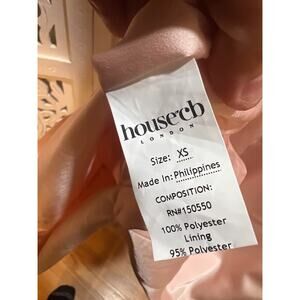 house of cb
LONDON
Size: XS
Made In: Philippines
COMPOSITION:
RN#150550
100% Polyester
Lining
95% Polyester